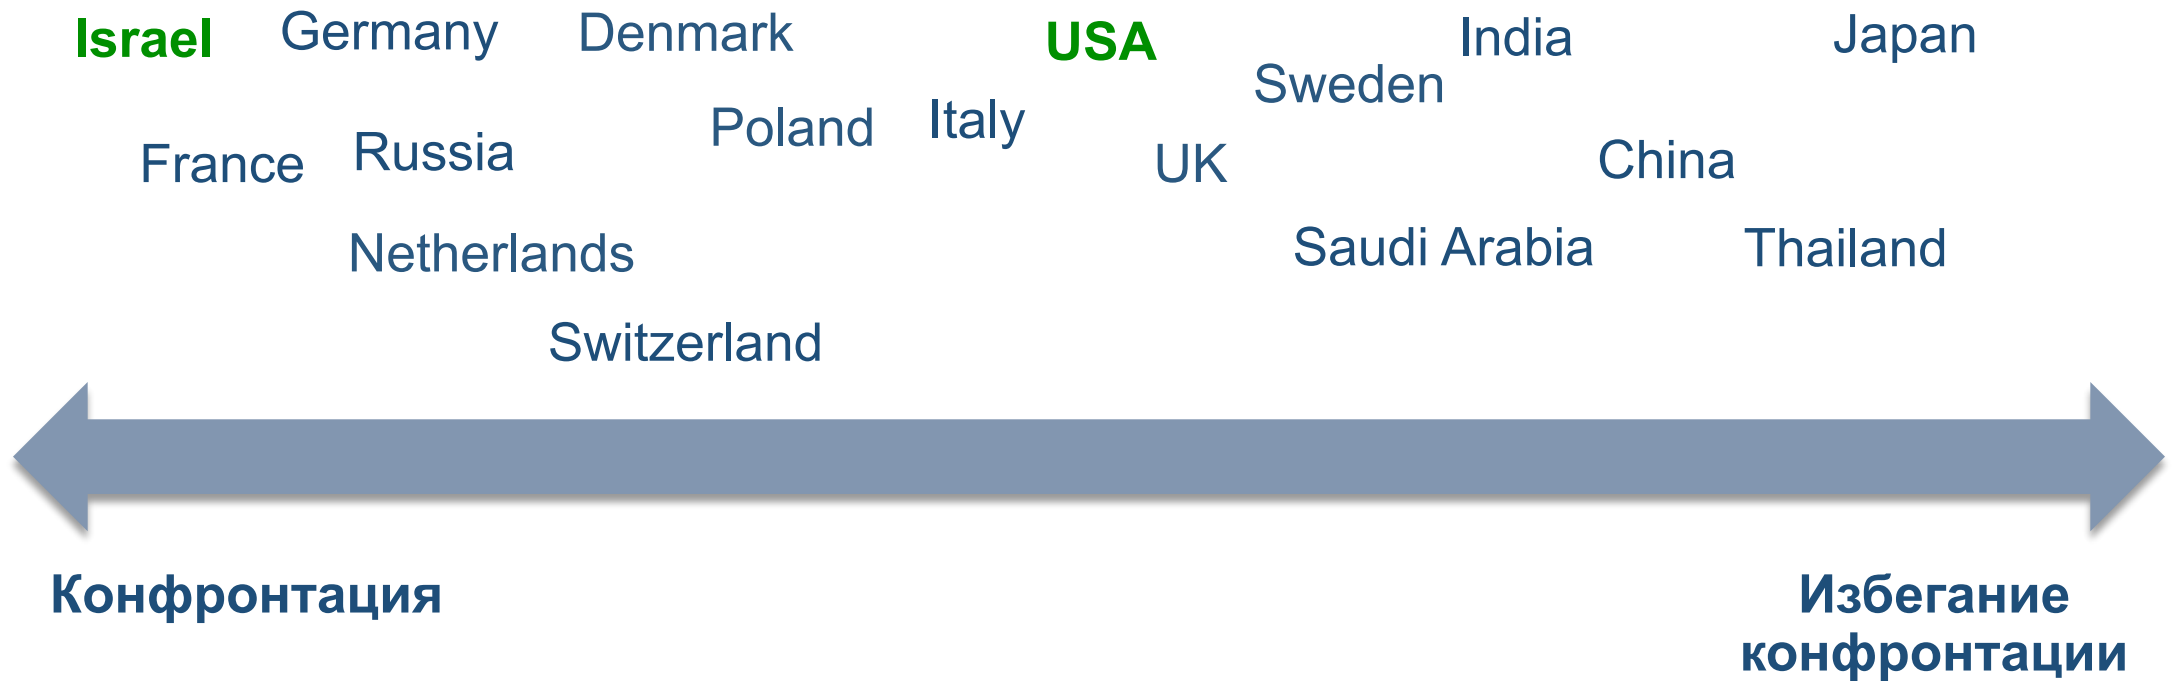 Israel Germany Denmark USA India Japan
Sweden
Poland Italy
France Russia UK China
Netherlands Saudi Arabia Thailand
Switzerland
Конфронтация Избегание
конфронтации